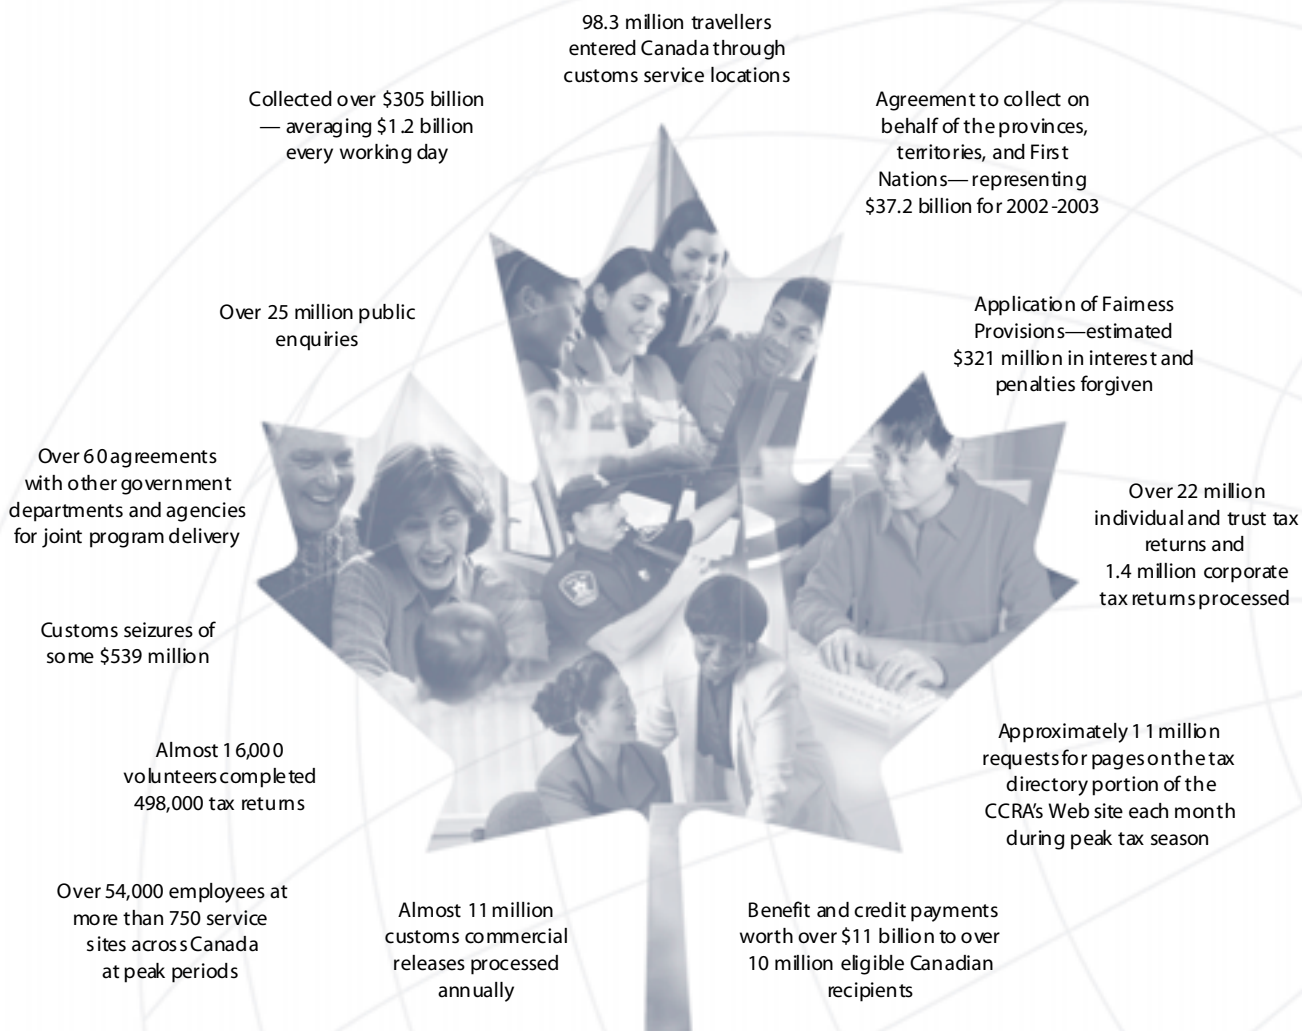 98.3 million travellers
entered Canada through
customs service locations
Collected over $305 billion
— averaging $1.2 billion
every working day
Agreement to collect on
behalf of the provinces,
territories, and First
Nations—representing
$37.2 billion for 2002-2003
Over 25 million public
enquiries
Application of Fairness
Provisions—estimated
$321 million in interest and
penalties forgiven
Over 60 agreements
with other government
departments and agencies
for joint program delivery
Over 22 million
individual and trust tax
returns and
1.4 million corporate
tax returns processed
Customs seizures of
some $539 million
Almost 16,000
volunteers completed
498,000 tax returns
Approximately 11 million
requests for pages on the tax
directory portion of the
CCRA's Web site each month
during peak tax season
Over 54,000 employees at
more than 750 service
sites across Canada
at peak periods
Almost 11 million
customs commercial
releases processed
annually
Benefit and credit payments
worth over $11 billion to over
10 million eligible Canadian
recipients